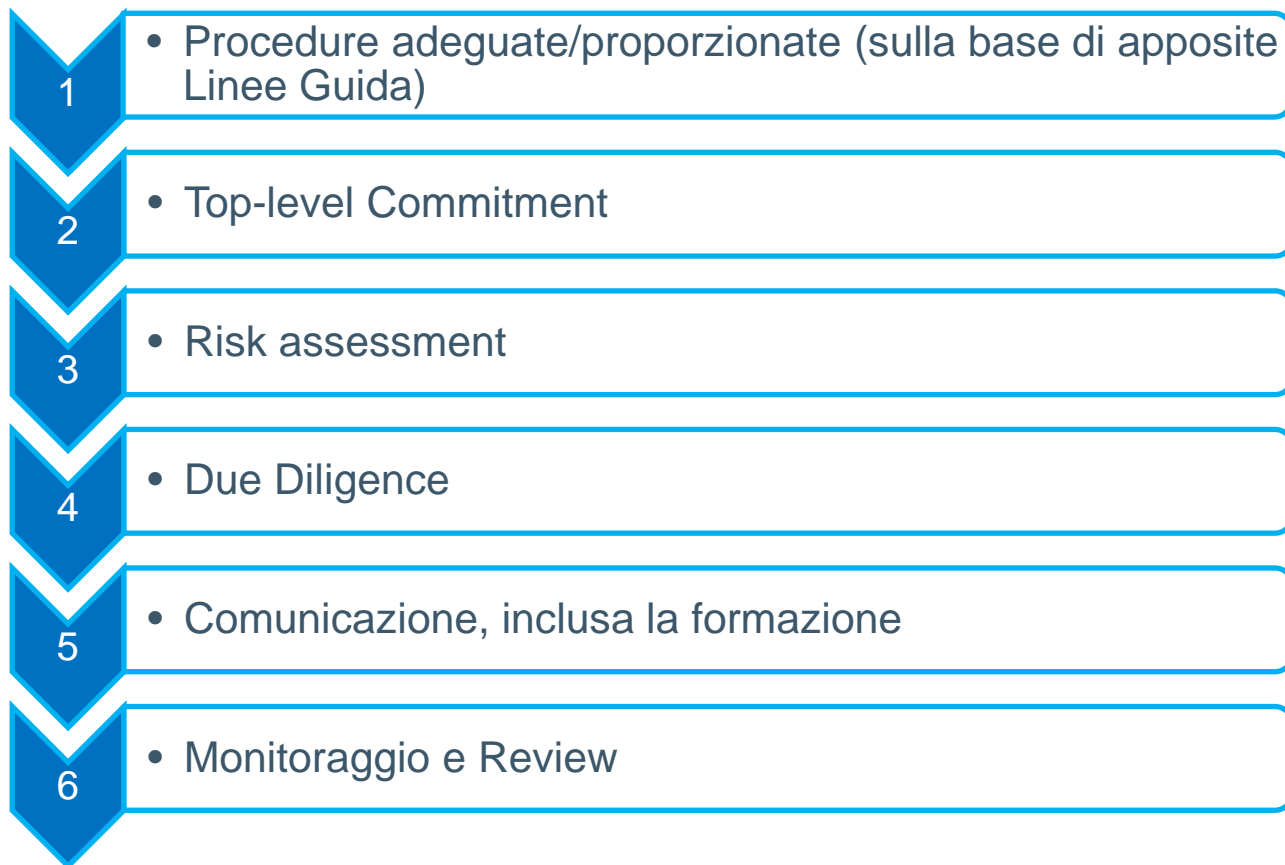 1
• Procedure adeguate/proporzionate (sulla base di apposite
Linee Guida)
2
• Top-level Commitment
3
• Risk assessment
4
• Due Diligence
5
• Comunicazione, inclusa la formazione
6
• Monitoraggio e Review